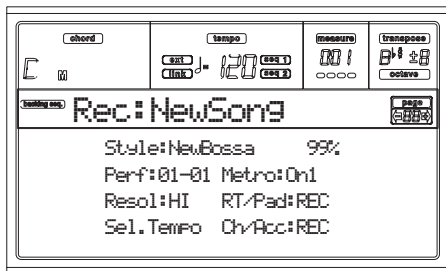 chord tempo measure transpose
C M ext link ♩= 120 seq 1 seq 2 001 B♭♮ ±8
octave
backing seq. Rec:NewSong page
Style:NewBossa 99%
Perf:01-01 Metro:On1
Resol:HI RT/Pad:REC
Sel.Tempo Ch/Acc:REC